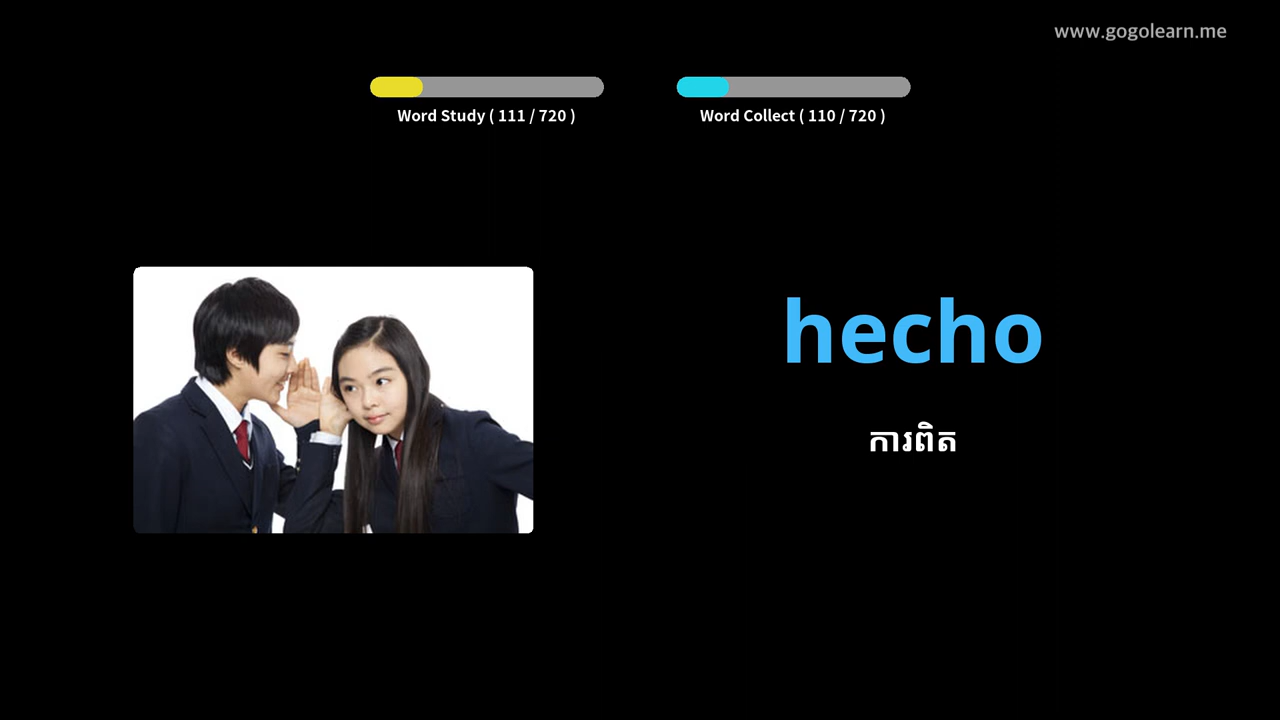 www.gogolearn.me
Word Study ( 111 / 720 )
Word Collect ( 110 / 720 )
hecho
ការពិត